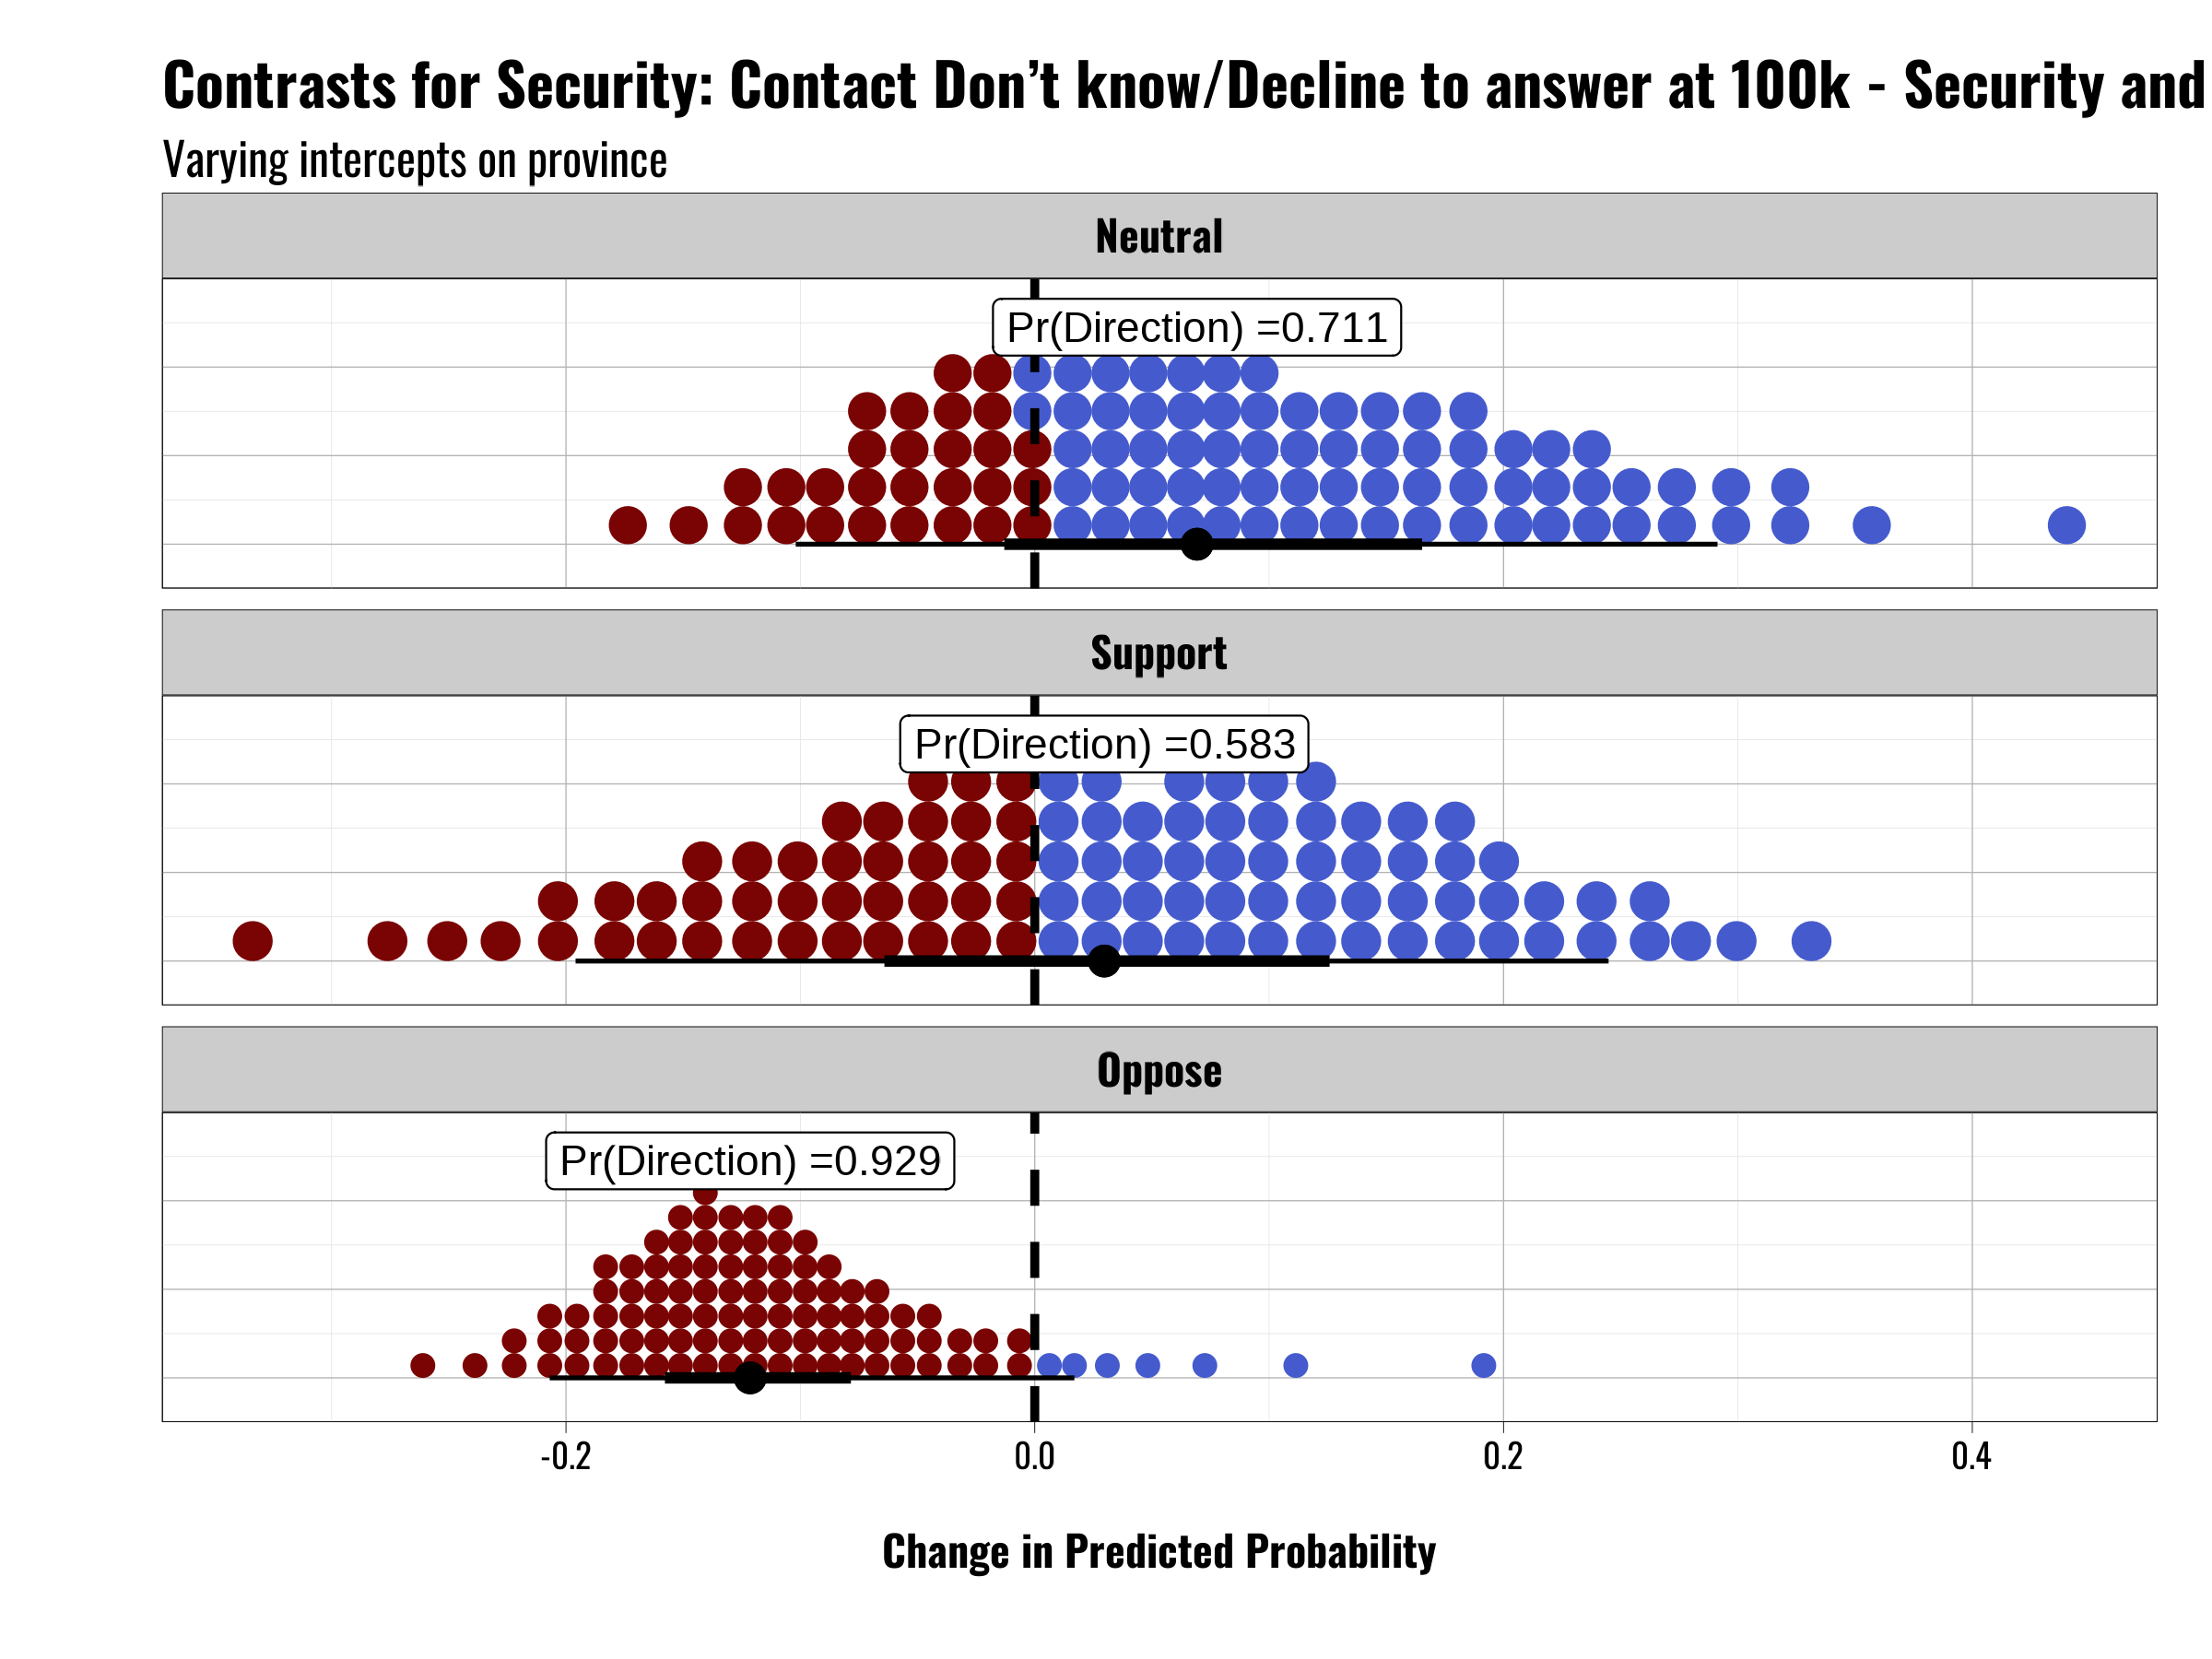 Contrasts for Security: Contact Don’t know/Decline to answer at 100k - Security and
Varying intercepts on province
Neutral
Pr(Direction) =0.711
Support
Pr(Direction) =0.583
Oppose
Pr(Direction) =0.929
-0.2 0.0 0.2 0.4
Change in Predicted Probability